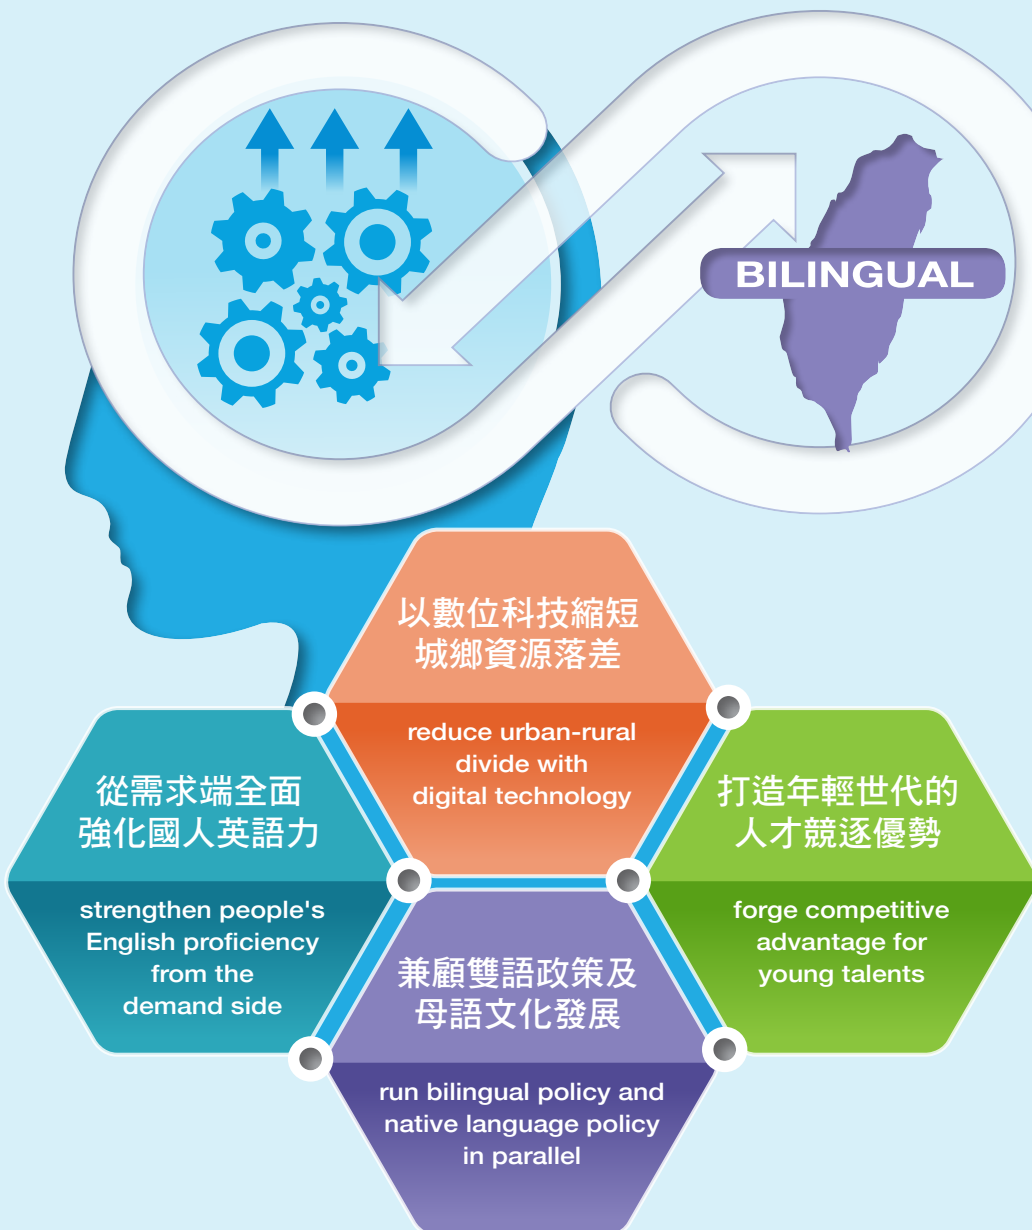 BILINGUAL
以數位科技縮短
城鄉資源落差
reduce urban-rural
divide with
digital technology
從需求端全面
強化國人英語力
strengthen people's
English proficiency
from the
demand side
打造年輕世代的
人才競逐優勢
forge competitive
advantage for
young talents
兼顧雙語政策及
母語文化發展
run bilingual policy and
native language policy
in parallel